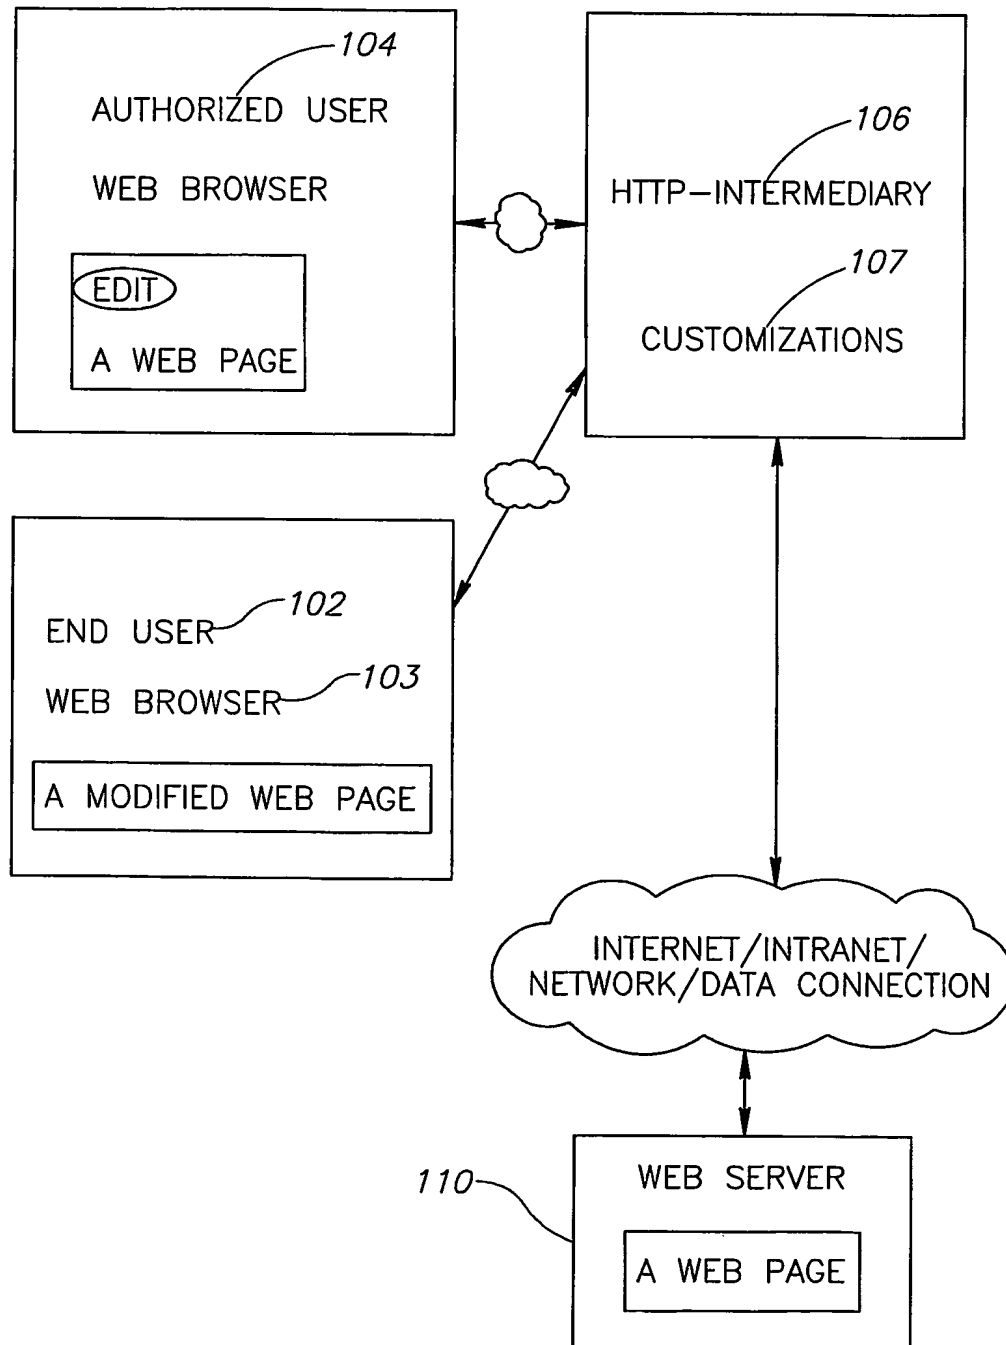 104
AUTHORIZED USER
WEB BROWSER
EDIT
A WEB PAGE
106
HTTP-INTERMEDIARY
107
CUSTOMIZATIONS
102
END USER
103
WEB BROWSER
A MODIFIED WEB PAGE
INTERNET/INTRANET/
NETWORK/DATA CONNECTION
110
WEB SERVER
A WEB PAGE